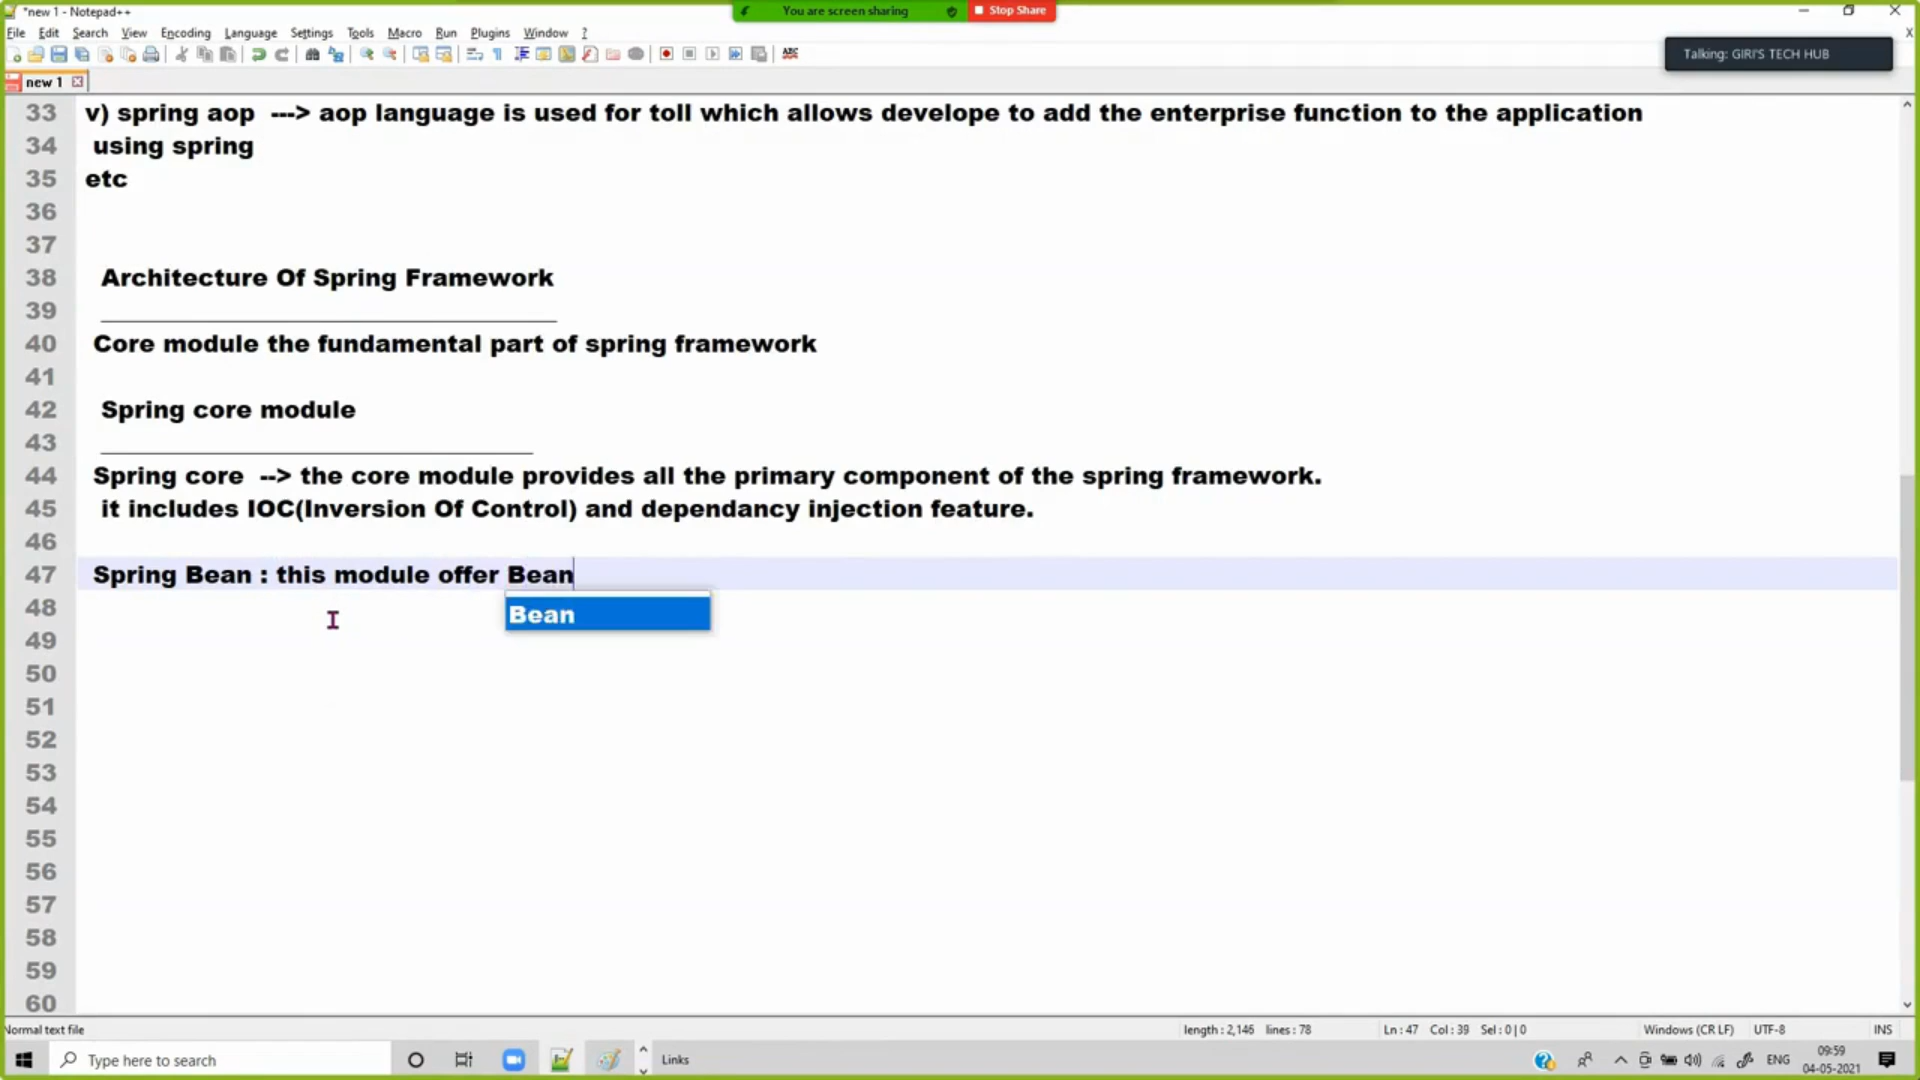 *new 1 - Notepad++
You are screen sharing
Stop Share
File Edit Search View Encoding Language Settings Tools Macro Run Plugins Window ?
X
Talking: GIRI'S TECH HUB
new 1
33 v) spring aop ---> aop language is used for toll which allows develope to add the enterprise function to the application
34 using spring
35 etc
36
37
38 Architecture Of Spring Framework
39 ___________________________________
40 Core module the fundamental part of spring framework
41
42 Spring core module
43 _________________________________
44 Spring core --> the core module provides all the primary component of the spring framework.
45 it includes IOC(Inversion Of Control) and dependancy injection feature.
46
47 Spring Bean : this module offer Bean
48 Bean
49
50
51
52
53
54
55
56
57
58
59
60
Normal text file length : 2,146 lines : 78 Ln : 47 Col : 39 Sel : 0 | 0 Windows (CR LF) UTF-8 INS
Type here to search Links ENG 09:59
04-05-2021